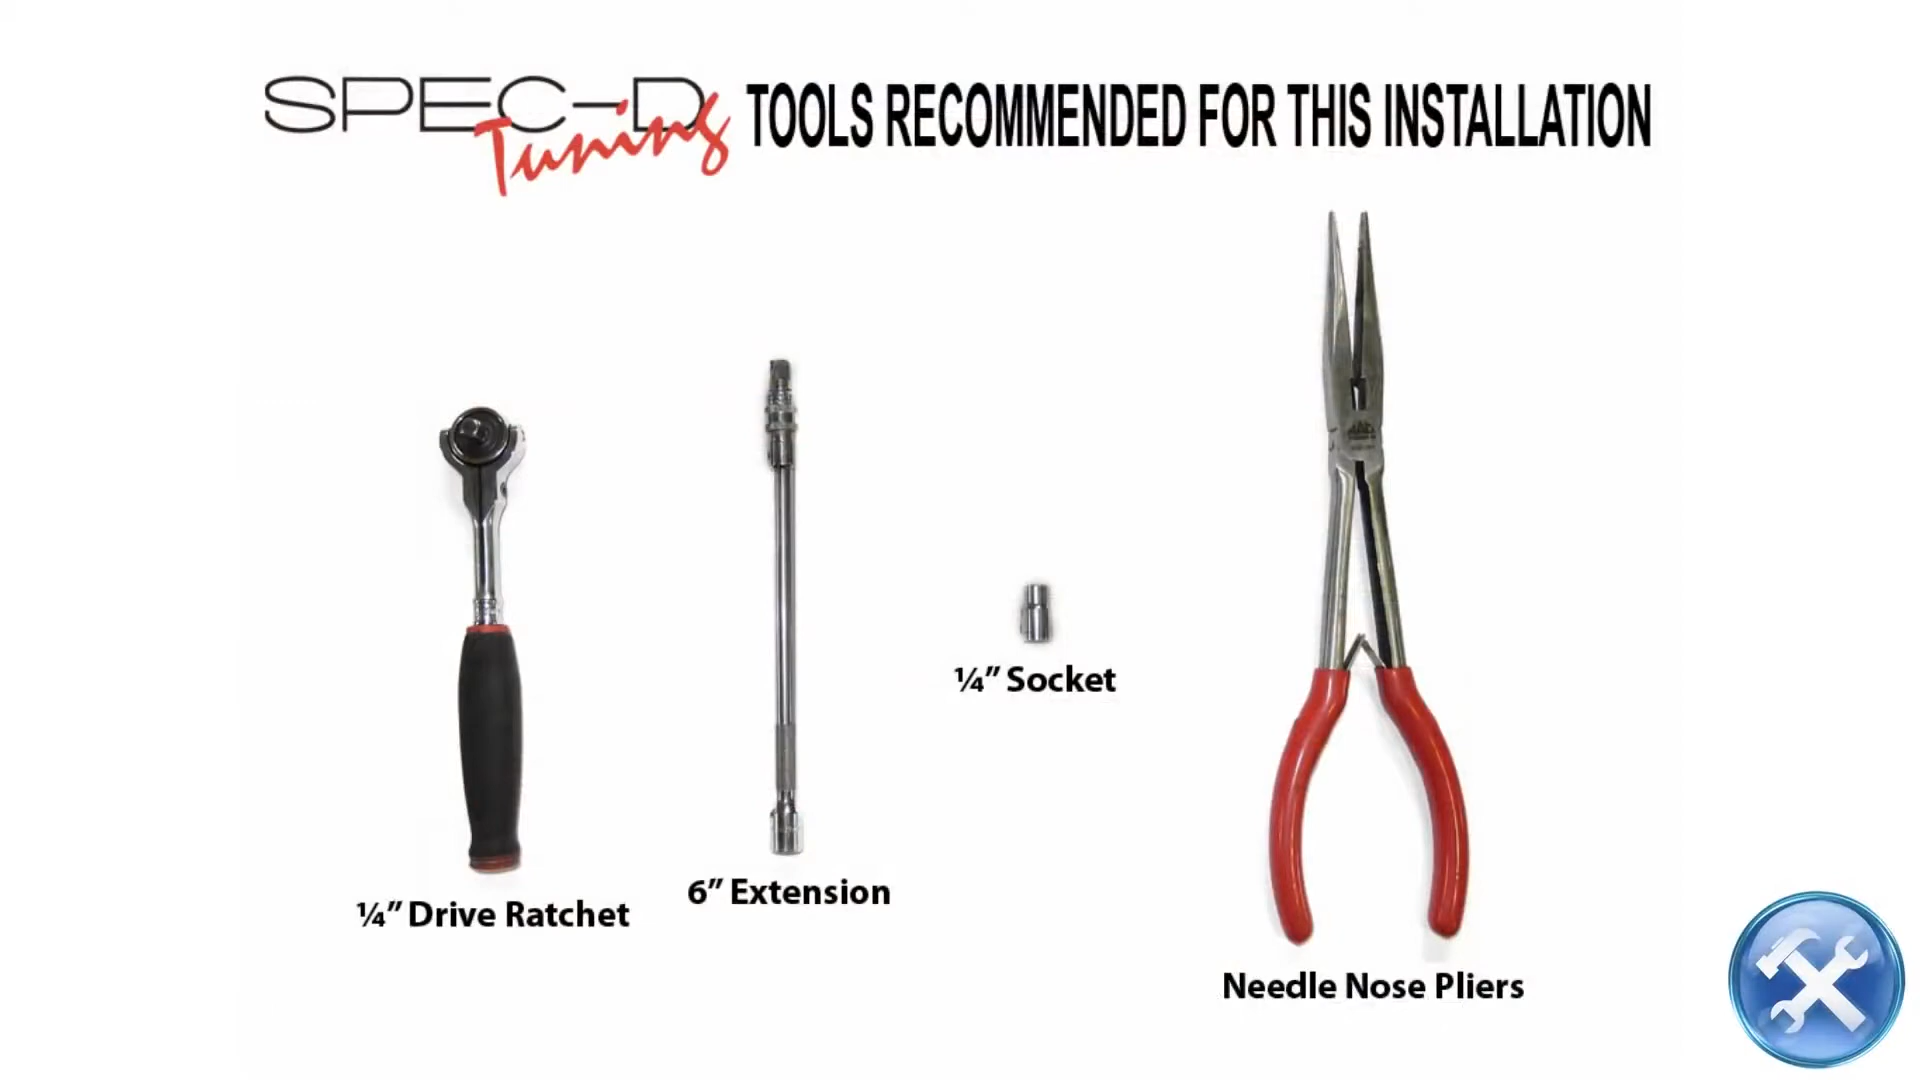 SPEC-D
Tuning
TOOLS RECOMMENDED FOR THIS INSTALLATION
¼” Socket
6” Extension
¼” Drive Ratchet
Needle Nose Pliers